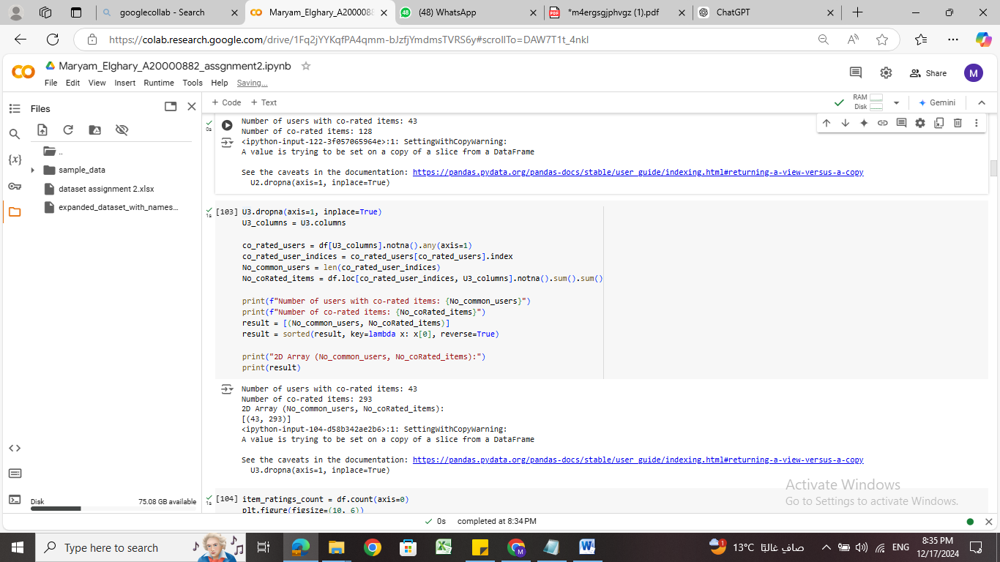 googlecollab - Search
Maryam_Elghary_A2000088
(48) WhatsApp
*m4ergsgjphvgz (1).pdf
ChatGPT
https://colab.research.google.com/drive/1Fq2jYYKqfPA4qmm-bJzfjYmdmsTVRS6y#scrollTo=DAW7T1t_4nkl
Maryam_Elghary_A20000882_assgnment2.ipynb
File Edit View Insert Runtime Tools Help Saving...
Share
M
Files
+ Code + Text
RAM
Disk
Gemini
..
sample_data
dataset assignment 2.xlsx
expanded_dataset_with_names...
0s
Number of users with co-rated items: 43
Number of co-rated items: 128
<ipython-input-122-3f057065964e>:1: SettingWithCopyWarning:
A value is trying to be set on a copy of a slice from a DataFrame
See the caveats in the documentation: https://pandas.pydata.org/pandas-docs/stable/user_guide/indexing.html#returning-a-view-versus-a-copy
U2.dropna(axis=1, inplace=True)
1s
[103] U3.dropna(axis=1, inplace=True)
U3_columns = U3.columns
co_rated_users = df[U3_columns].notna().any(axis=1)
co_rated_user_indices = co_rated_users[co_rated_users].index
No_common_users = len(co_rated_user_indices)
No_coRated_items = df.loc[co_rated_user_indices, U3_columns].notna().sum().sum()
print(f"Number of users with co-rated items: {No_common_users}")
print(f"Number of co-rated items: {No_coRated_items}")
result = [(No_common_users, No_coRated_items)]
result = sorted(result, key=lambda x: x[0], reverse=True)
print("2D Array (No_common_users, No_coRated_items):")
print(result)
Number of users with co-rated items: 43
Number of co-rated items: 293
2D Array (No_common_users, No_coRated_items):
[(43, 293)]
<ipython-input-104-d58b342ae2b6>:1: SettingWithCopyWarning:
A value is trying to be set on a copy of a slice from a DataFrame
See the caveats in the documentation: https://pandas.pydata.org/pandas-docs/stable/user_guide/indexing.html#returning-a-view-versus-a-copy
U3.dropna(axis=1, inplace=True)
1s
[104] item_ratings_count = df.count(axis=0)
plt.figure(figsize=(10, 6))
Disk 75.08 GB available
Activate Windows
Go to Settings to activate Windows.
0s completed at 8:34 PM
Type here to search
1
13°C صافٍ غالبًا
ENG
8:35 PM
12/17/2024